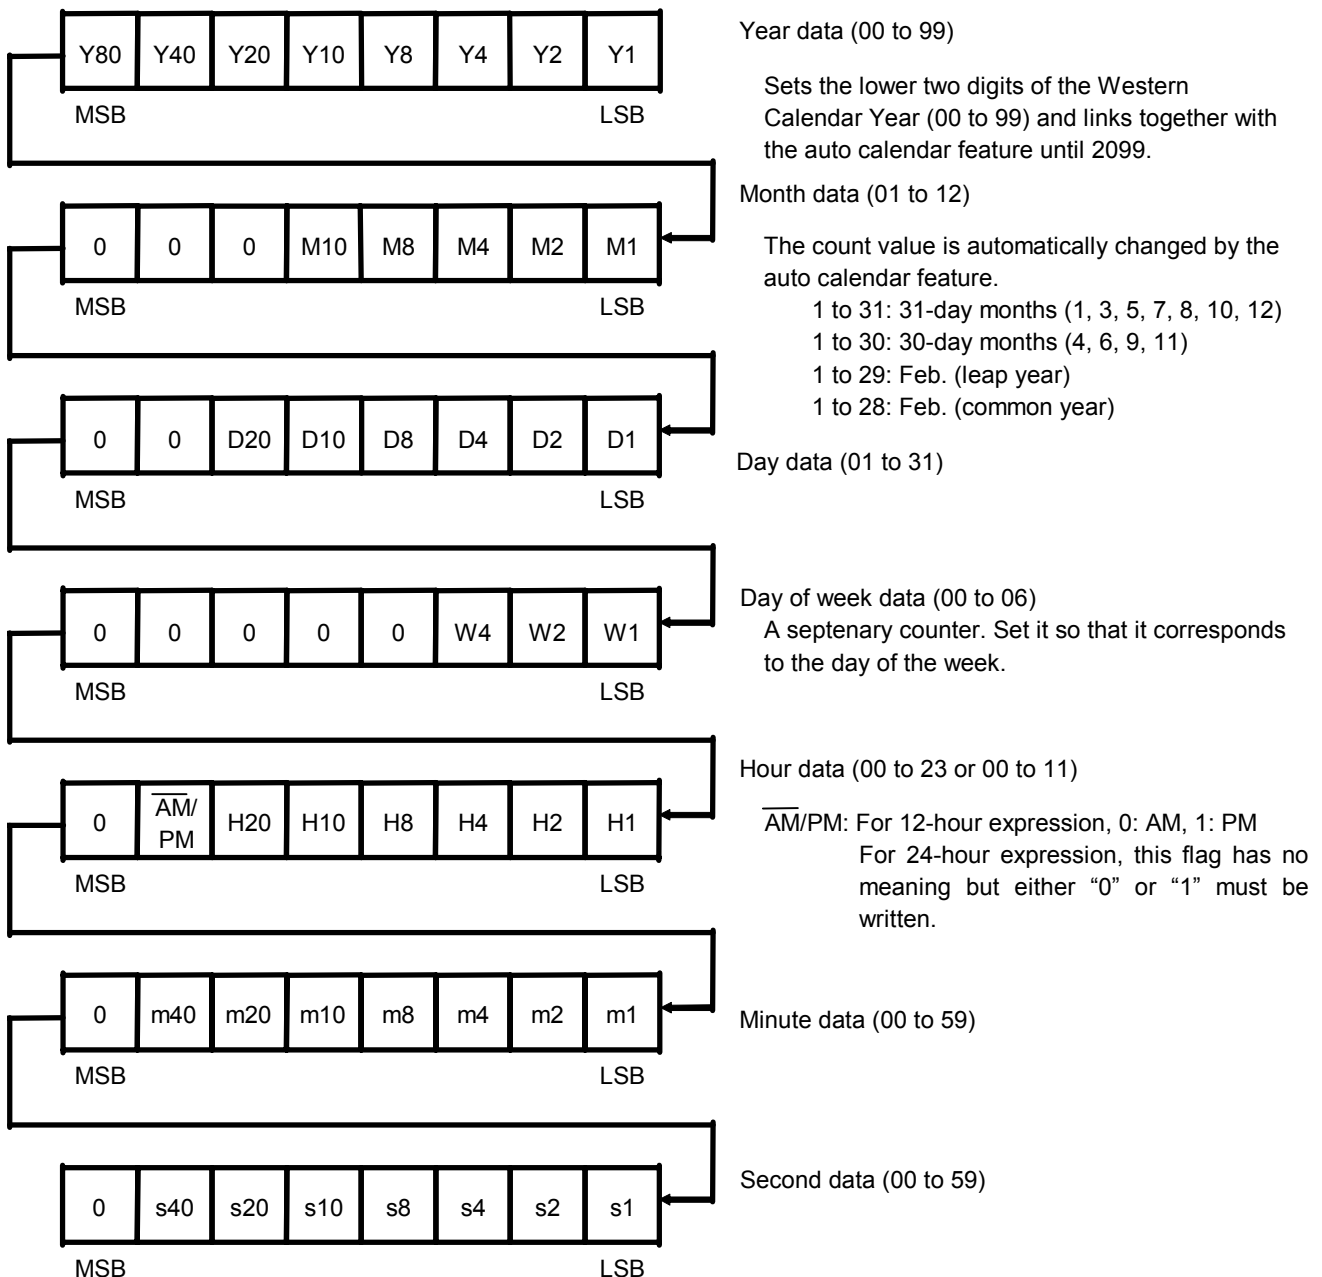 Y80 Y40 Y20 Y10 Y8 Y4 Y2 Y1
MSB LSB
Year data (00 to 99)
Sets the lower two digits of the Western
Calendar Year (00 to 99) and links together with
the auto calendar feature until 2099.
0 0 0 M10 M8 M4 M2 M1
MSB LSB
Month data (01 to 12)
The count value is automatically changed by the
auto calendar feature.
1 to 31: 31-day months (1, 3, 5, 7, 8, 10, 12)
1 to 30: 30-day months (4, 6, 9, 11)
1 to 29: Feb. (leap year)
1 to 28: Feb. (common year)
0 0 D20 D10 D8 D4 D2 D1
MSB LSB
Day data (01 to 31)
0 0 0 0 0 W4 W2 W1
MSB LSB
Day of week data (00 to 06)
A septenary counter. Set it so that it corresponds
to the day of the week.
0 A̅M̅/PM H20 H10 H8 H4 H2 H1
MSB LSB
Hour data (00 to 23 or 00 to 11)
A̅M̅/PM: For 12-hour expression, 0: AM, 1: PM
For 24-hour expression, this flag has no
meaning but either “0” or “1” must be
written.
0 m40 m20 m10 m8 m4 m2 m1
MSB LSB
Minute data (00 to 59)
0 s40 s20 s10 s8 s4 s2 s1
MSB LSB
Second data (00 to 59)